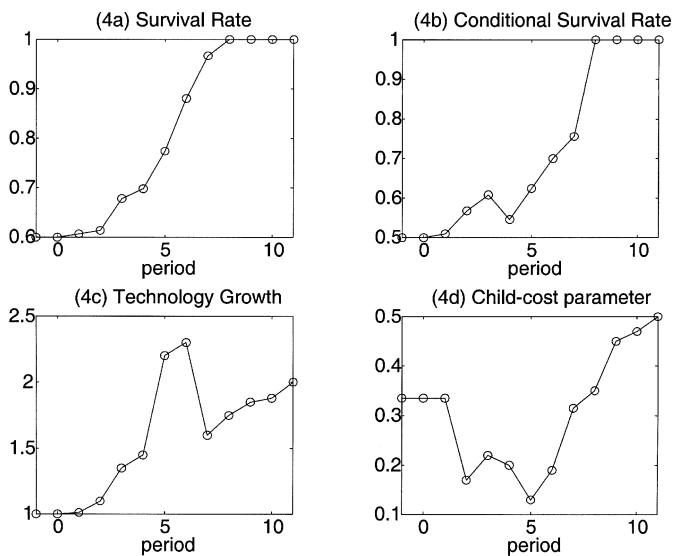 (4a) Survival Rate
1
0.9
0.8
0.7
0.6
0 5 10
period
(4b) Conditional Survival Rate
1
0.9
0.8
0.7
0.6
0.5
0 5 10
period
(4c) Technology Growth
2.5
2
1.5
1
0 5 10
period
(4d) Child-cost parameter
0.5
0.4
0.3
0.2
0.1
0 5 10
period